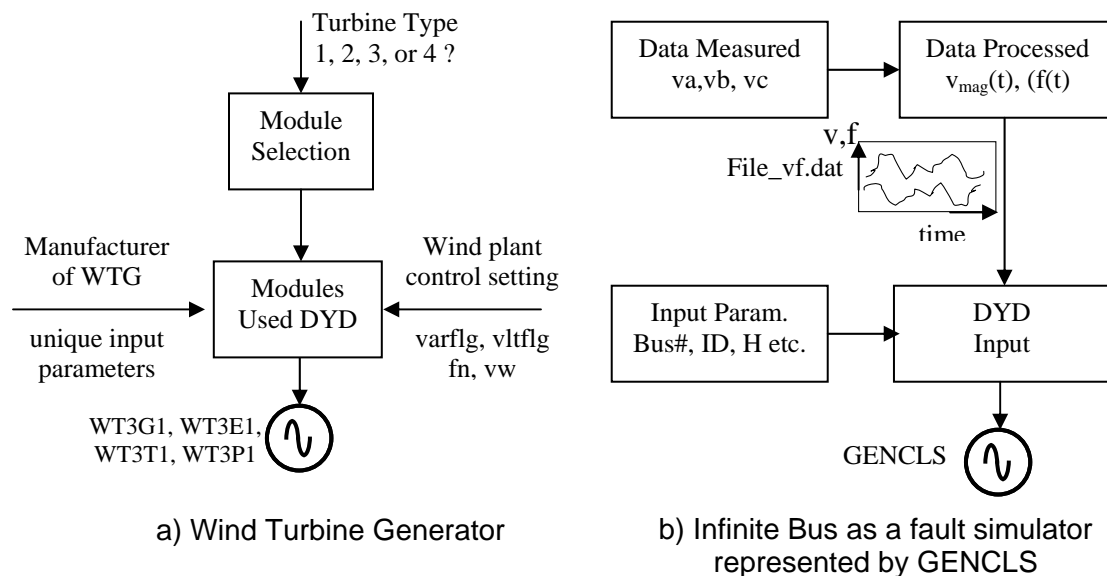 Turbine Type
1, 2, 3, or 4 ?
Module
Selection
Manufacturer
of WTG
unique input
parameters
Modules
Used DYD
Wind plant
control setting
varflg, vltflg
fn, vw
WT3G1, WT3E1,
WT3T1, WT3P1
a) Wind Turbine Generator
Data Measured
va,vb, vc
Data Processed
vmag(t), (f(t)
v,f
File_vf.dat
time
Input Param.
Bus#, ID, H etc.
DYD
Input
GENCLS
b) Infinite Bus as a fault simulator
represented by GENCLS